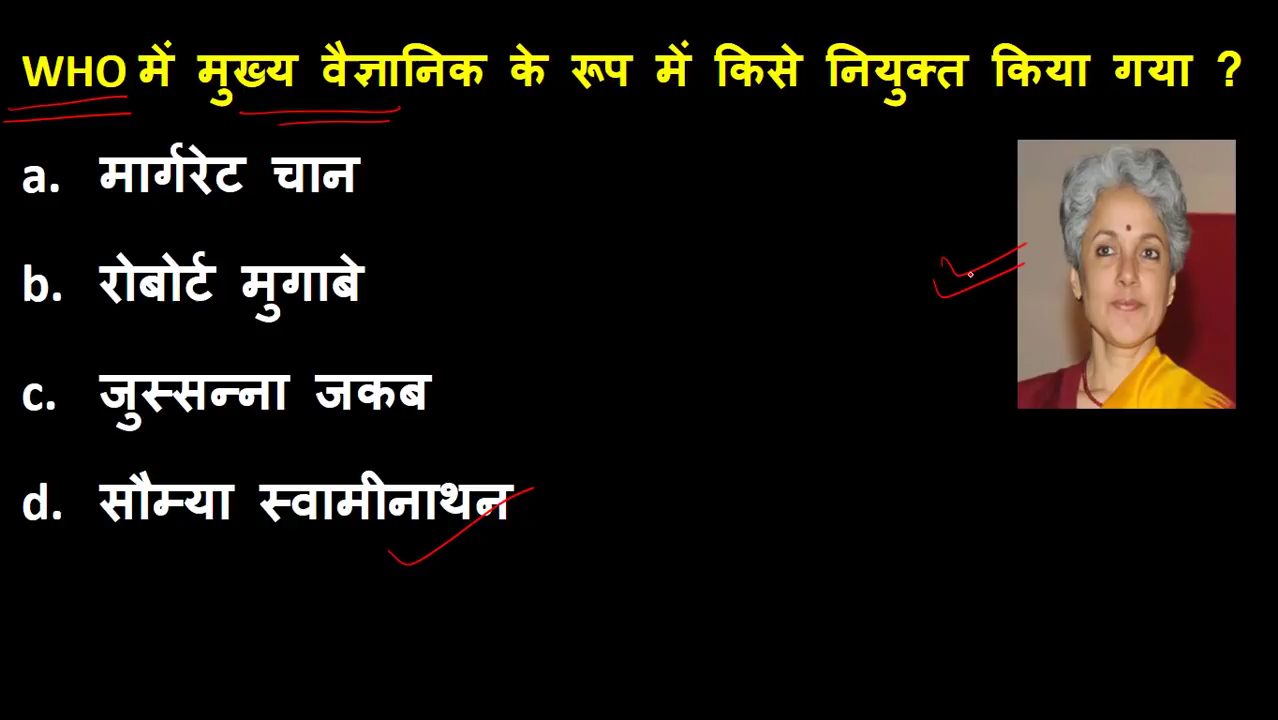 WHO में मुख्य वैज्ञानिक के रूप में किसे नियुक्त किया गया ?
a. मार्गरेट चान
b. रोबोर्ट मुगाबे
c. जुस्सन्ना जकब
d. सौम्या स्वामीनाथन